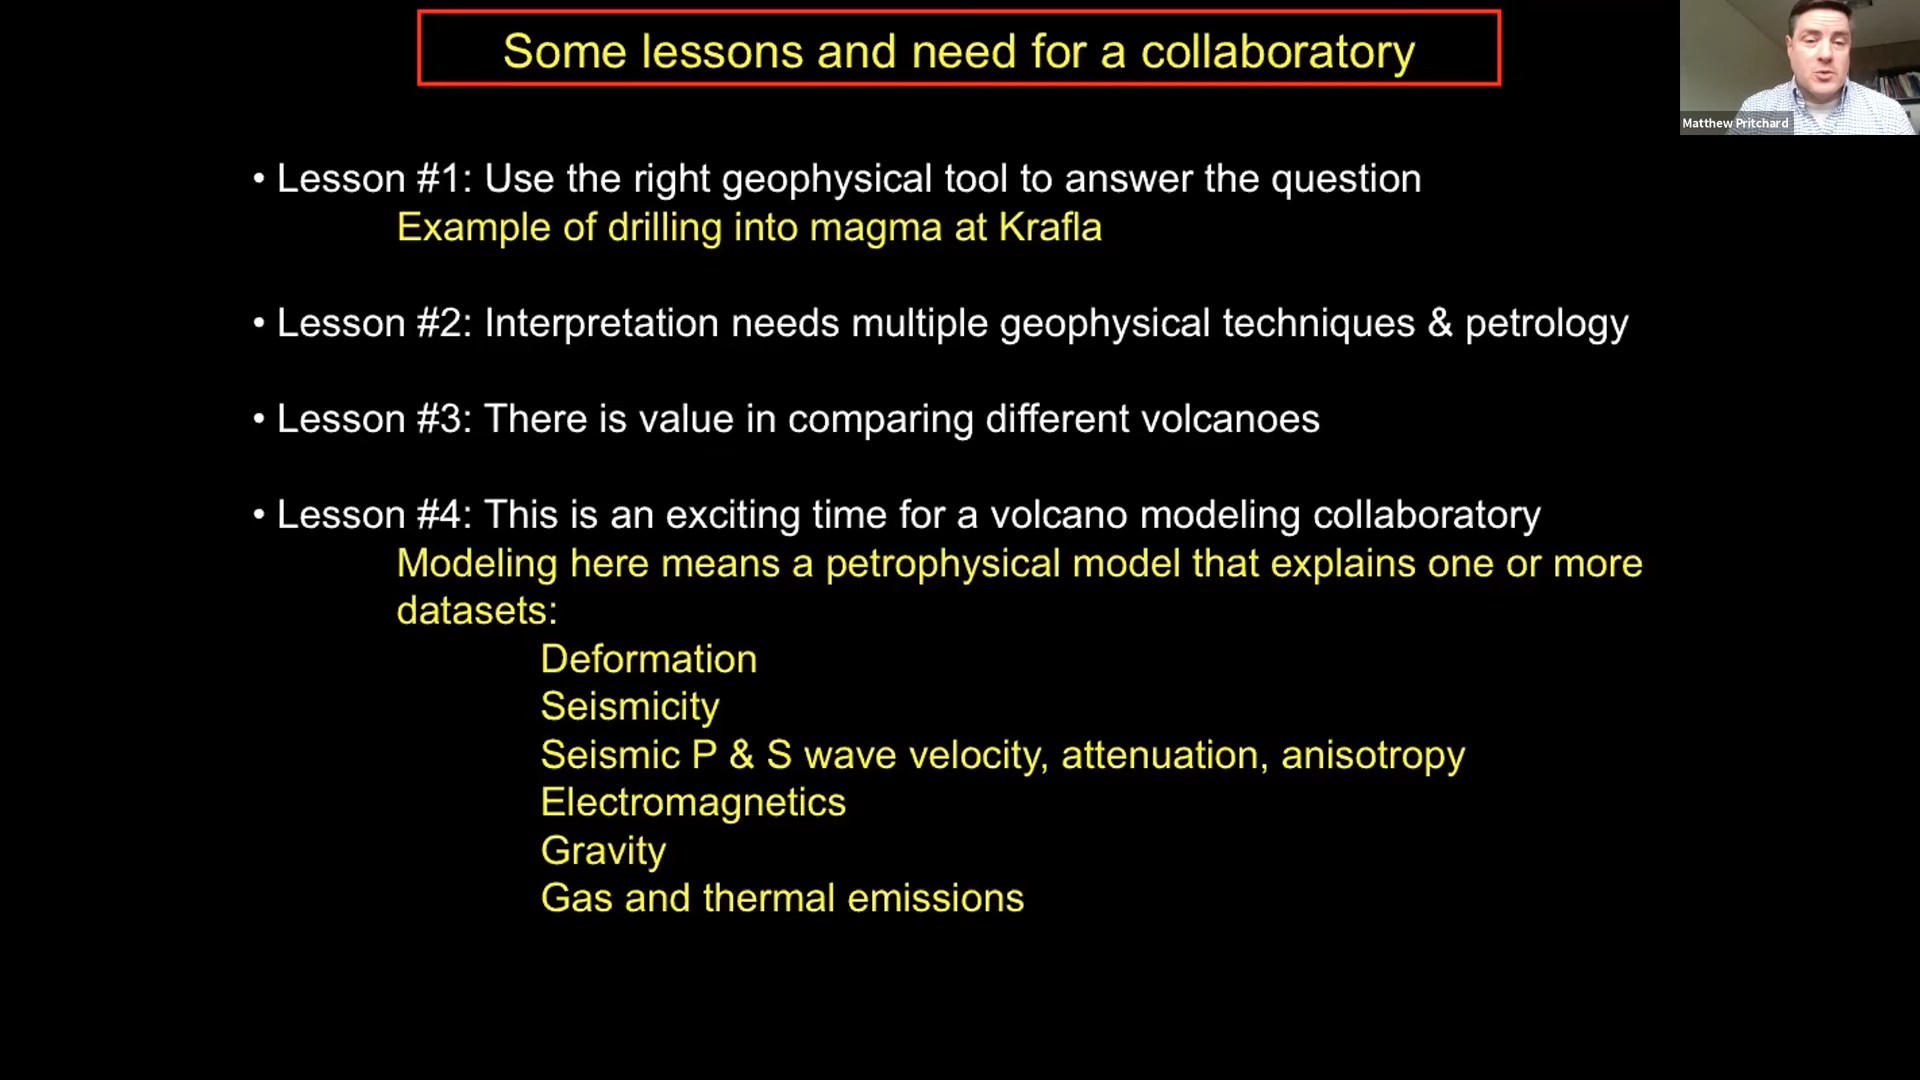 Some lessons and need for a collaboratory
Matthew Pritchard
• Lesson #1: Use the right geophysical tool to answer the question
Example of drilling into magma at Krafla
• Lesson #2: Interpretation needs multiple geophysical techniques & petrology
• Lesson #3: There is value in comparing different volcanoes
• Lesson #4: This is an exciting time for a volcano modeling collaboratory
Modeling here means a petrophysical model that explains one or more
datasets:
Deformation
Seismicity
Seismic P & S wave velocity, attenuation, anisotropy
Electromagnetics
Gravity
Gas and thermal emissions